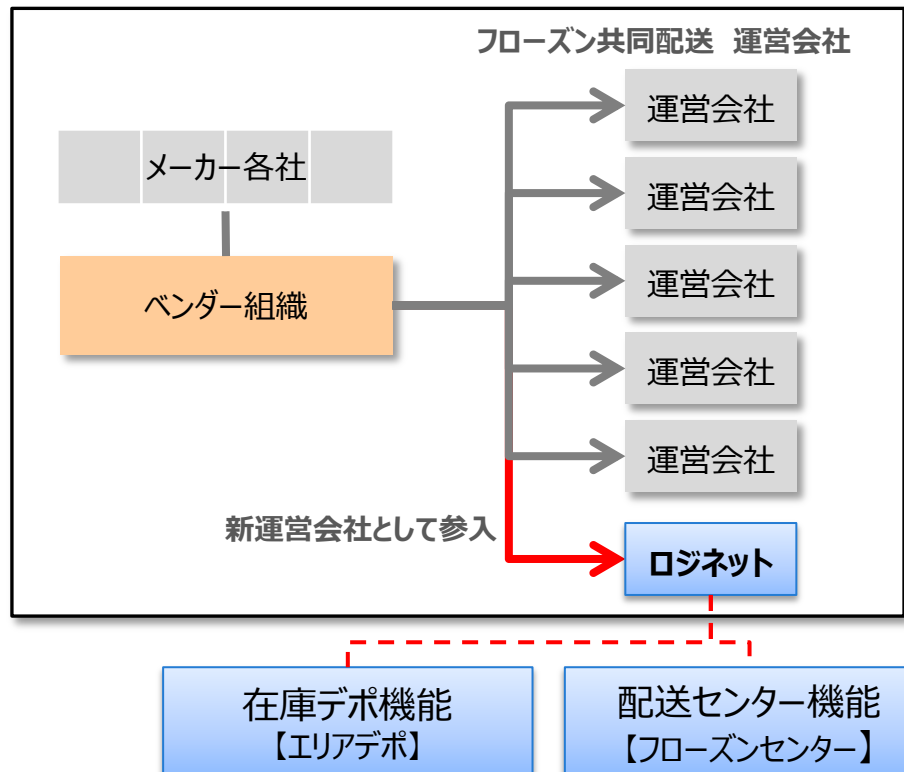 フローズン共同配送 運営会社
運営会社
メーカー各社
運営会社
ベンダー組織
運営会社
運営会社
運営会社
新運営会社として参入
ロジネット
在庫デポ機能
【エリアデポ】
配送センター機能
【フローズンセンター】